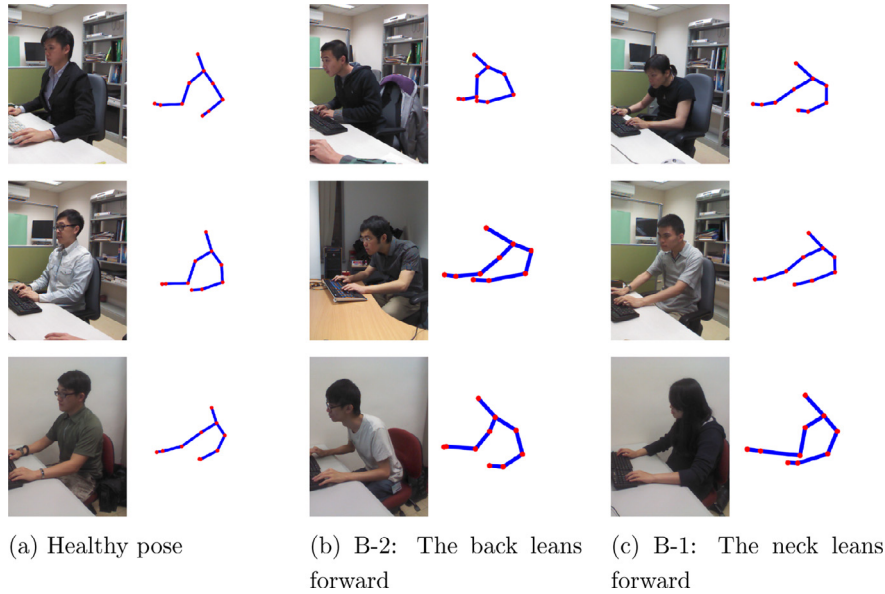 (a) Healthy pose
(b) B-2: The back leans
forward
(c) B-1: The neck leans
forward